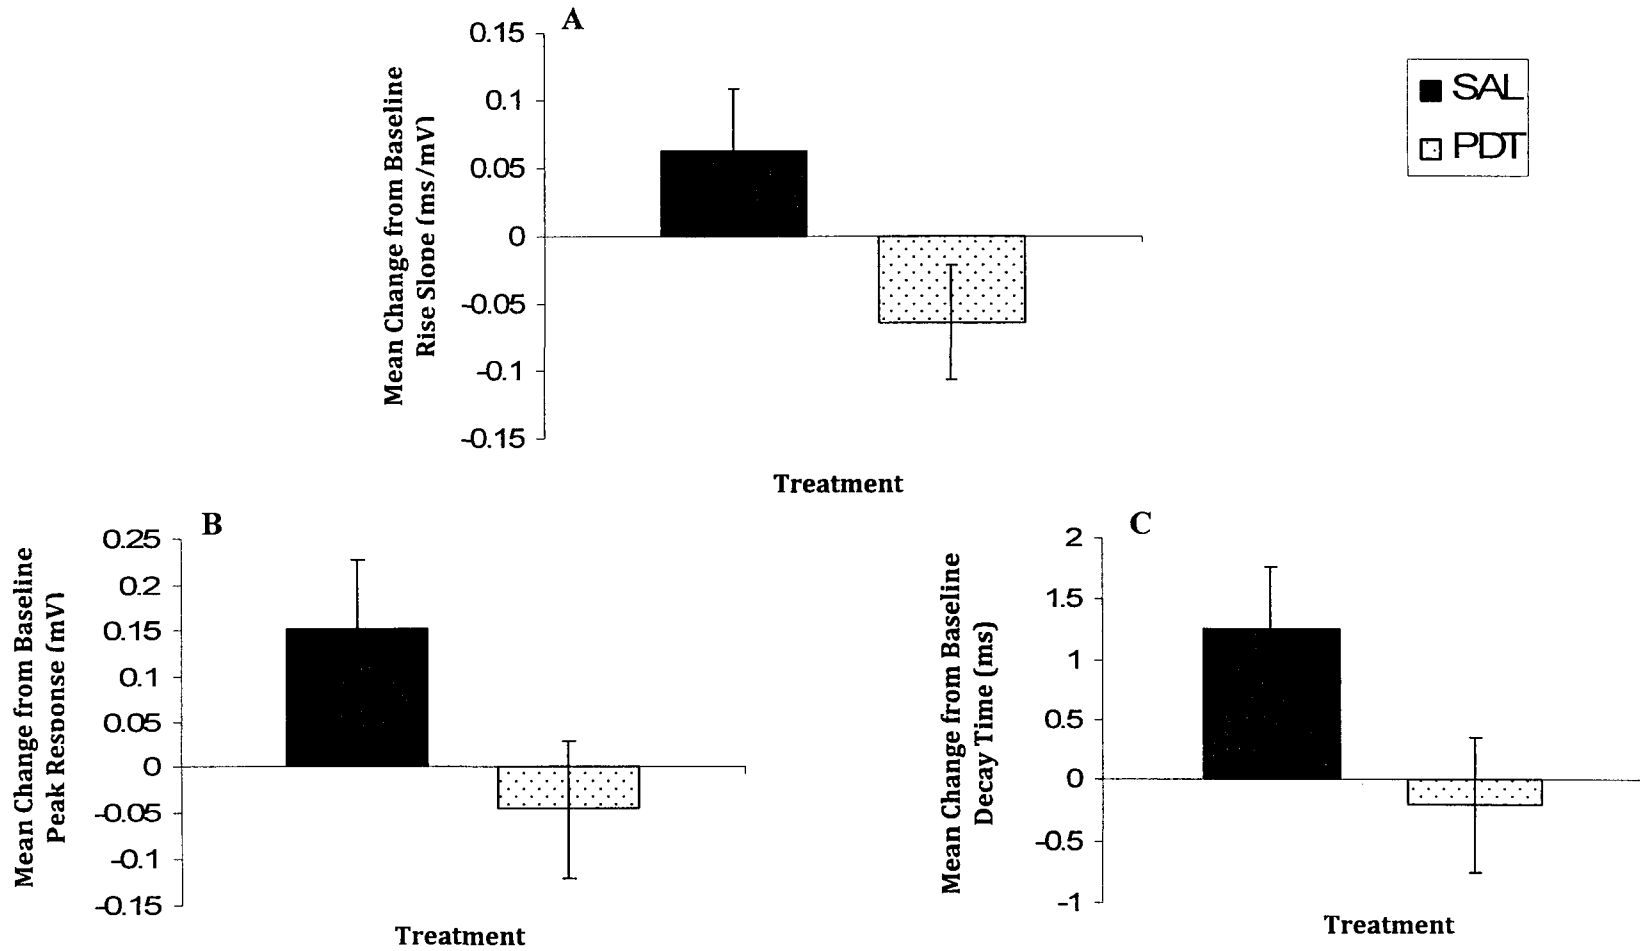 A
0.15
0.1
0.05
0
-0.05
-0.1
-0.15
Mean Change from Baseline
Rise Slope (ms/mV)
Treatment
SAL
PDT
B
0.25
0.2
0.15
0.1
0.05
0
-0.05
-0.1
-0.15
Mean Change from Baseline
Peak Response (mV)
Treatment
C
2
1.5
1
0.5
0
-0.5
-1
Mean Change from Baseline
Decay Time (ms)
Treatment